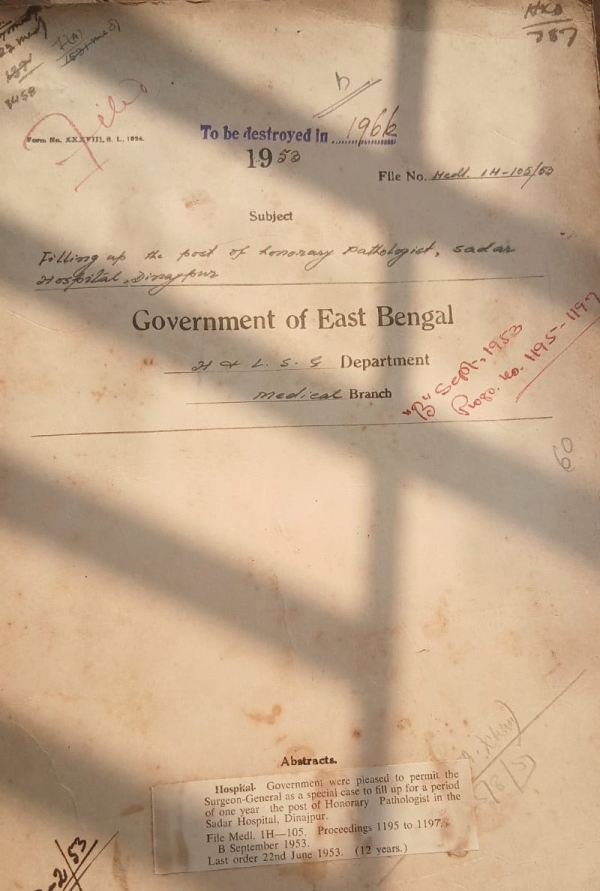 File
Form No. XXXVIII, B. L., 1894.
To be destroyed in 1966
1953
File No. Medl. 1H-105/53
Subject
Filling up the post of honorary Pathologist, Sadar
Hospital, Dinajpur
Government of East Bengal
H & L. S. G Department
Medical Branch
"B" Sept., 1953
Progs. No. 1195-1197
60
Abstracts.
Hospital- Government were pleased to permit the
Surgeon-General as a special case to fill up for a period
of one year the post of Honorary Pathologist in the
Sadar Hospital, Dinajpur.
File Medl. 1H—105. Proceedings 1195 to 1197.
B September 1953.
Last order 22nd June 1953. (12 years.)